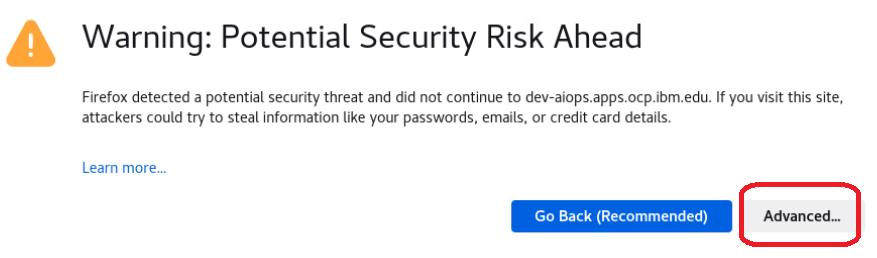 Warning: Potential Security Risk Ahead
Firefox detected a potential security threat and did not continue to dev-aiops.apps.ocp.ibm.edu. If you visit this site,
attackers could try to steal information like your passwords, emails, or credit card details.
Learn more...
Go Back (Recommended)
Advanced...